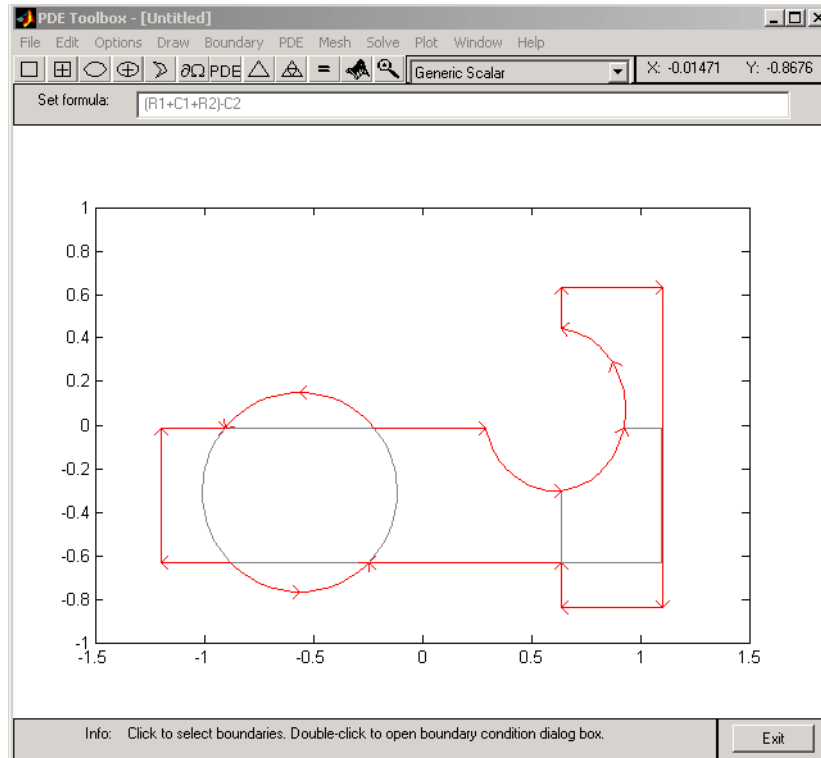 PDE Toolbox - [Untitled]
File Edit Options Draw Boundary PDE Mesh Solve Plot Window Help
∂Ω PDE = Generic Scalar X: -0.01471 Y: -0.8676
Set formula: (R1+C1+R2)-C2
1
0.8
0.6
0.4
0.2
0
-0.2
-0.4
-0.6
-0.8
-1
-1.5 -1 -0.5 0 0.5 1 1.5
Info: Click to select boundaries. Double-click to open boundary condition dialog box. Exit